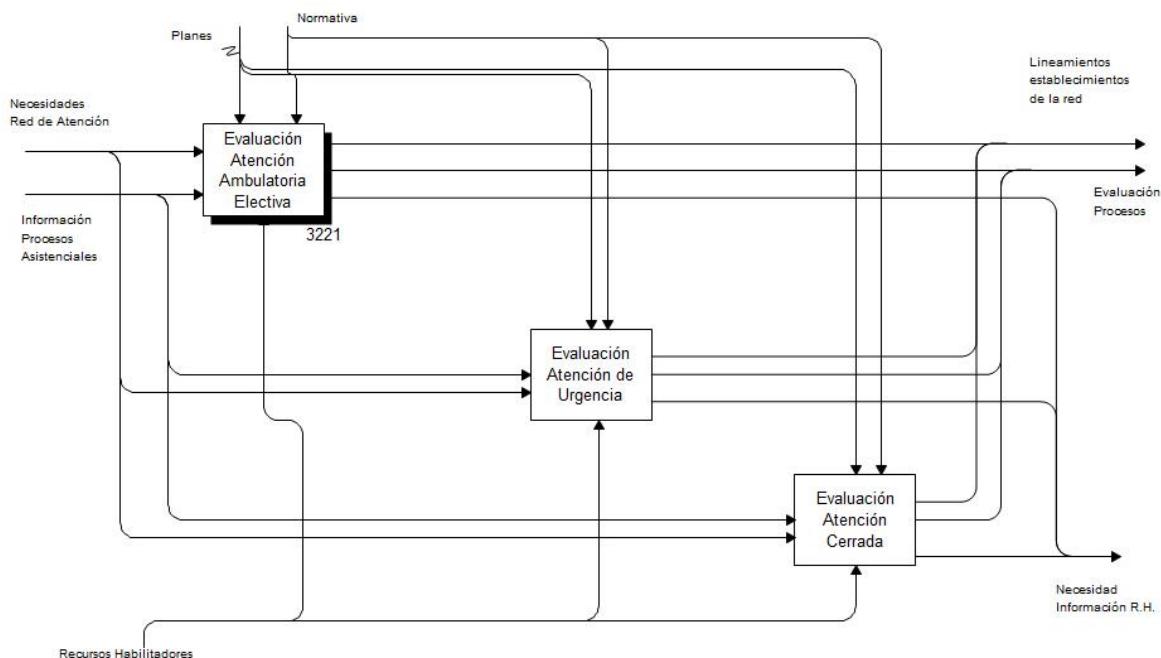 Normativa
Planes
Lineamientos
establecimientos
de la red
Necesidades
Red de Atención
Evaluación
Atención
Ambulatoria
Electiva
Evaluación
Procesos
Información
Procesos
Asistenciales
3221
Evaluación
Atención de
Urgencia
Evaluación
Atención
Cerrada
Necesidad
Información R.H.
Recursos Habilitadores